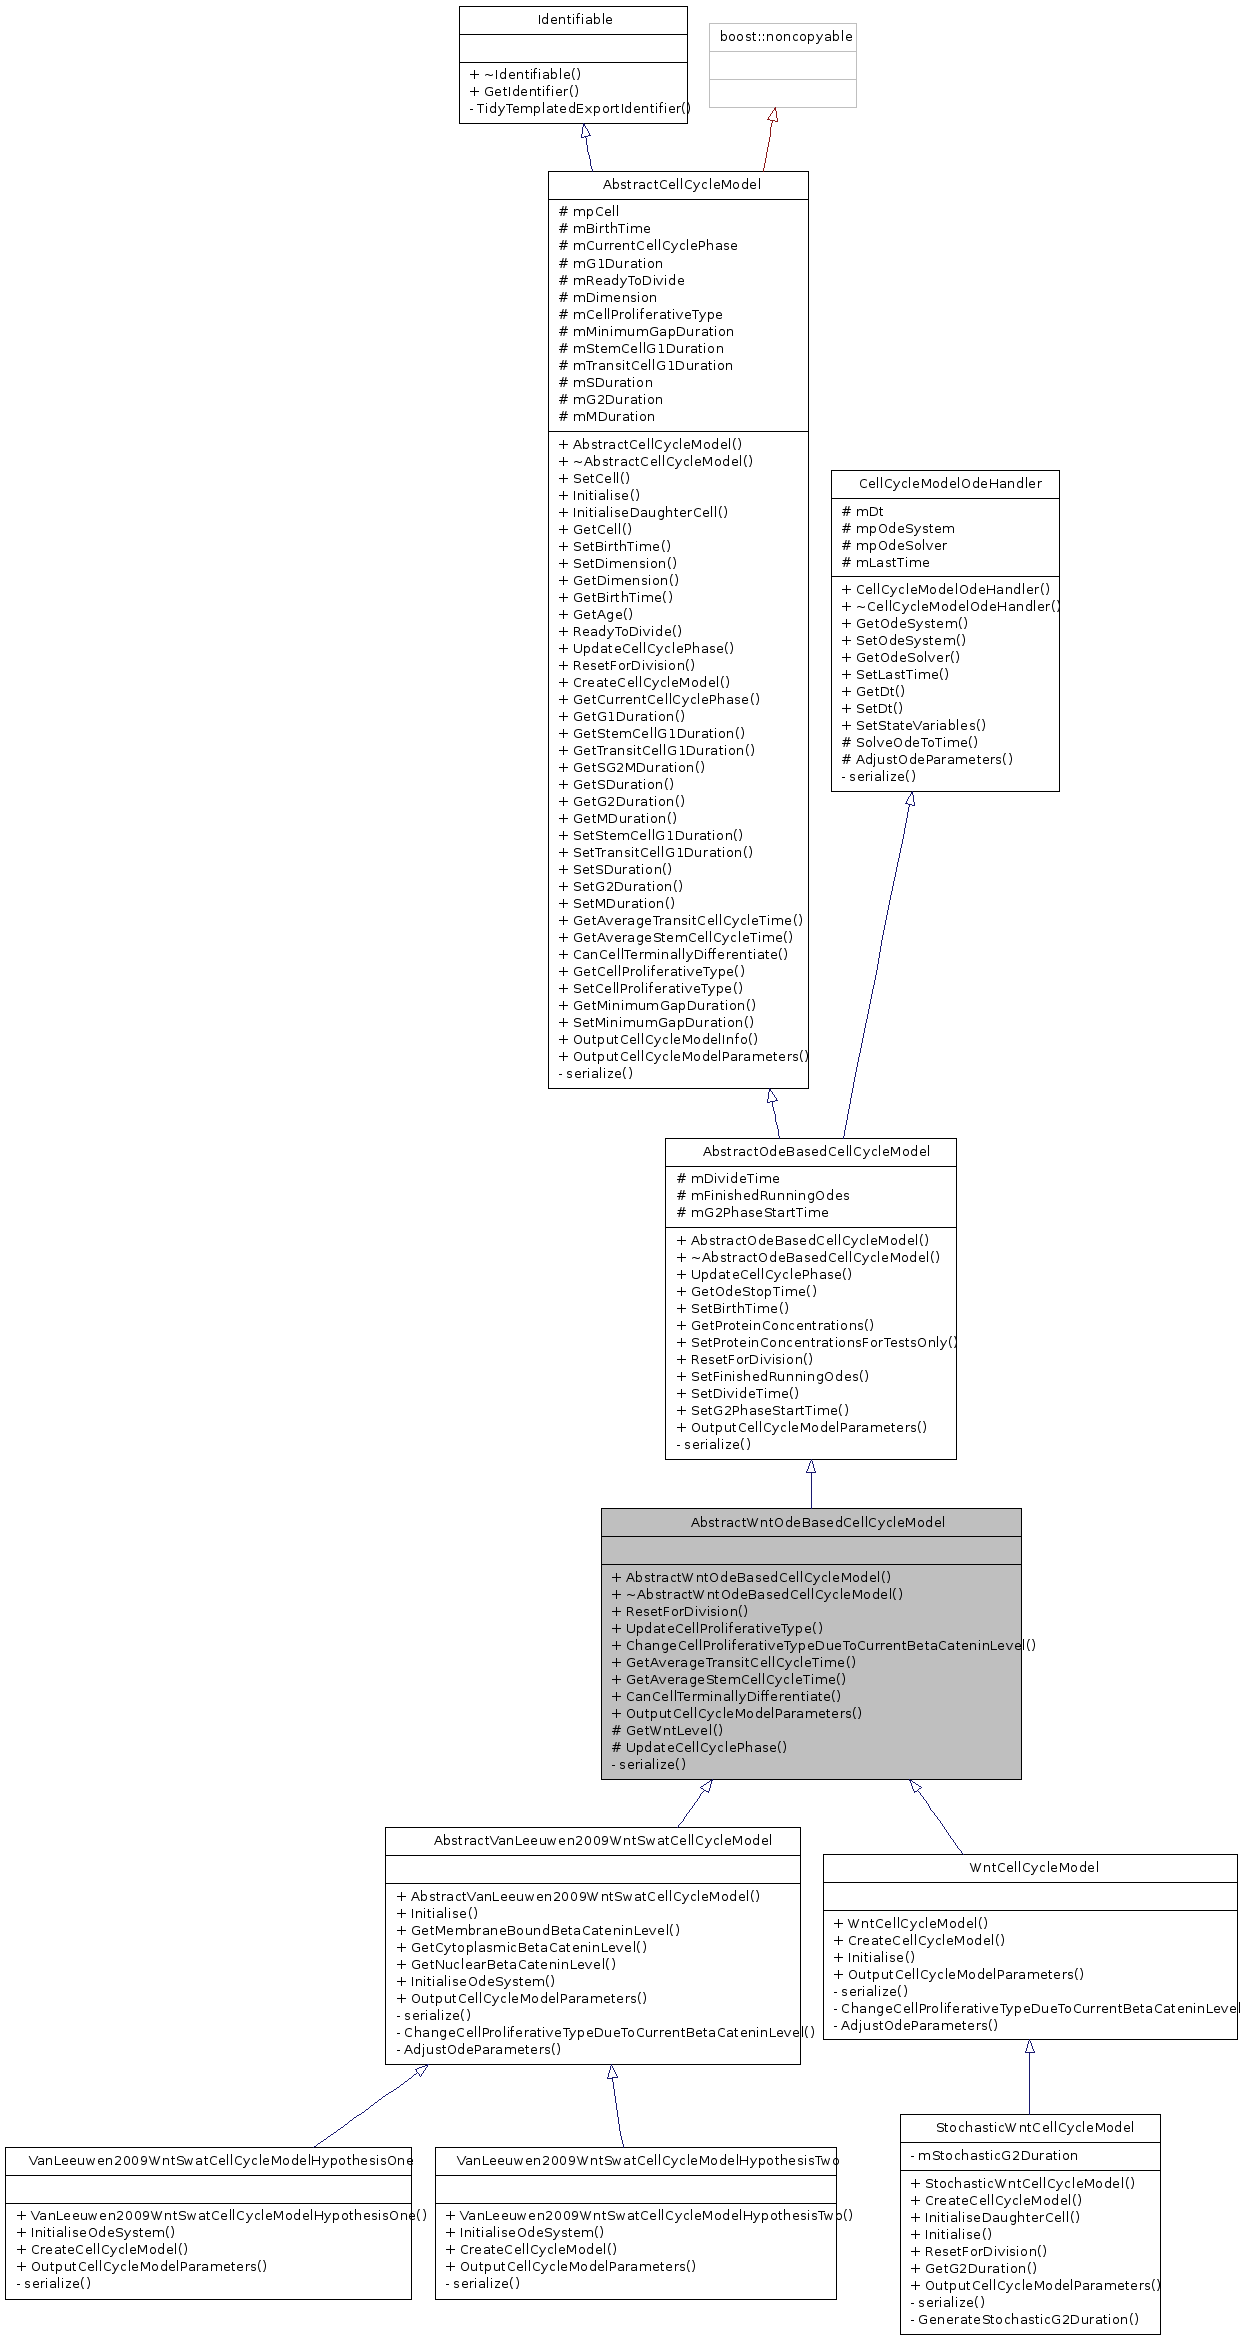 Identifiable
+ ~Identifiable()
+ GetIdentifier()
- TidyTemplatedExportIdentifier()
boost::noncopyable
AbstractCellCycleModel
# mpCell
# mBirthTime
# mCurrentCellCyclePhase
# mG1Duration
# mReadyToDivide
# mDimension
# mCellProliferativeType
# mMinimumGapDuration
# mStemCellG1Duration
# mTransitCellG1Duration
# mSDuration
# mG2Duration
# mMDuration
+ AbstractCellCycleModel()
+ ~AbstractCellCycleModel()
+ SetCell()
+ Initialise()
+ InitialiseDaughterCell()
+ GetCell()
+ SetBirthTime()
+ SetDimension()
+ GetDimension()
+ GetBirthTime()
+ GetAge()
+ ReadyToDivide()
+ UpdateCellCyclePhase()
+ ResetForDivision()
+ CreateCellCycleModel()
+ GetCurrentCellCyclePhase()
+ GetG1Duration()
+ GetStemCellG1Duration()
+ GetTransitCellG1Duration()
+ GetSG2MDuration()
+ GetSDuration()
+ GetG2Duration()
+ GetMDuration()
+ SetStemCellG1Duration()
+ SetTransitCellG1Duration()
+ SetSDuration()
+ SetG2Duration()
+ SetMDuration()
+ GetAverageTransitCellCycleTime()
+ GetAverageStemCellCycleTime()
+ CanCellTerminallyDifferentiate()
+ GetCellProliferativeType()
+ SetCellProliferativeType()
+ GetMinimumGapDuration()
+ SetMinimumGapDuration()
+ OutputCellCycleModelInfo()
+ OutputCellCycleModelParameters()
- serialize()
CellCycleModelOdeHandler
# mDt
# mpOdeSystem
# mpOdeSolver
# mLastTime
+ CellCycleModelOdeHandler()
+ ~CellCycleModelOdeHandler()
+ GetOdeSystem()
+ SetOdeSystem()
+ GetOdeSolver()
+ SetLastTime()
+ GetDt()
+ SetDt()
+ SetStateVariables()
# SolveOdeToTime()
# AdjustOdeParameters()
- serialize()
AbstractOdeBasedCellCycleModel
# mDivideTime
# mFinishedRunningOdes
# mG2PhaseStartTime
+ AbstractOdeBasedCellCycleModel()
+ ~AbstractOdeBasedCellCycleModel()
+ UpdateCellCyclePhase()
+ GetOdeStopTime()
+ SetBirthTime()
+ GetProteinConcentrations()
+ SetProteinConcentrationsForTestsOnly()
+ ResetForDivision()
+ SetFinishedRunningOdes()
+ SetDivideTime()
+ SetG2PhaseStartTime()
+ OutputCellCycleModelParameters()
- serialize()
AbstractWntOdeBasedCellCycleModel
+ AbstractWntOdeBasedCellCycleModel()
+ ~AbstractWntOdeBasedCellCycleModel()
+ ResetForDivision()
+ UpdateCellProliferativeType()
+ ChangeCellProliferativeTypeDueToCurrentBetaCateninLevel()
+ GetAverageTransitCellCycleTime()
+ GetAverageStemCellCycleTime()
+ CanCellTerminallyDifferentiate()
+ OutputCellCycleModelParameters()
# GetWntLevel()
# UpdateCellCyclePhase()
- serialize()
AbstractVanLeeuwen2009WntSwatCellCycleModel
+ AbstractVanLeeuwen2009WntSwatCellCycleModel()
+ Initialise()
+ GetMembraneBoundBetaCateninLevel()
+ GetCytoplasmicBetaCateninLevel()
+ GetNuclearBetaCateninLevel()
+ InitialiseOdeSystem()
+ OutputCellCycleModelParameters()
- serialize()
- ChangeCellProliferativeTypeDueToCurrentBetaCateninLevel()
- AdjustOdeParameters()
WntCellCycleModel
+ WntCellCycleModel()
+ CreateCellCycleModel()
+ Initialise()
+ OutputCellCycleModelParameters()
- serialize()
- ChangeCellProliferativeTypeDueToCurrentBetaCateninLevel
- AdjustOdeParameters()
VanLeeuwen2009WntSwatCellCycleModelHypothesisOne
+ VanLeeuwen2009WntSwatCellCycleModelHypothesisOne()
+ InitialiseOdeSystem()
+ CreateCellCycleModel()
+ OutputCellCycleModelParameters()
- serialize()
VanLeeuwen2009WntSwatCellCycleModelHypothesisTwo
+ VanLeeuwen2009WntSwatCellCycleModelHypothesisTwo()
+ InitialiseOdeSystem()
+ CreateCellCycleModel()
+ OutputCellCycleModelParameters()
- serialize()
StochasticWntCellCycleModel
- mStochasticG2Duration
+ StochasticWntCellCycleModel()
+ CreateCellCycleModel()
+ InitialiseDaughterCell()
+ Initialise()
+ ResetForDivision()
+ GetG2Duration()
+ OutputCellCycleModelParameters()
- serialize()
- GenerateStochasticG2Duration()